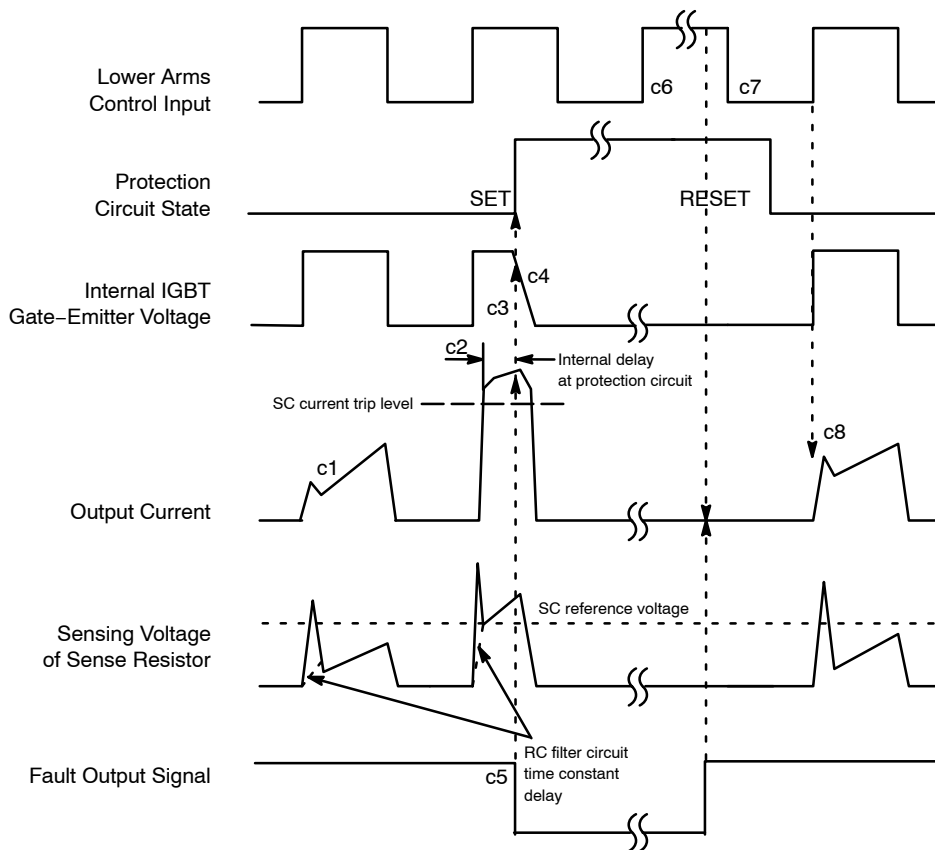 Lower Arms
Control Input
c6
c7
Protection
Circuit State
SET
RESET
Internal IGBT
Gate−Emitter Voltage
c3
c4
c2
Internal delay
at protection circuit
SC current trip level
c1
c8
Output Current
SC reference voltage
Sensing Voltage
of Sense Resistor
Fault Output Signal
c5
RC filter circuit
time constant
delay